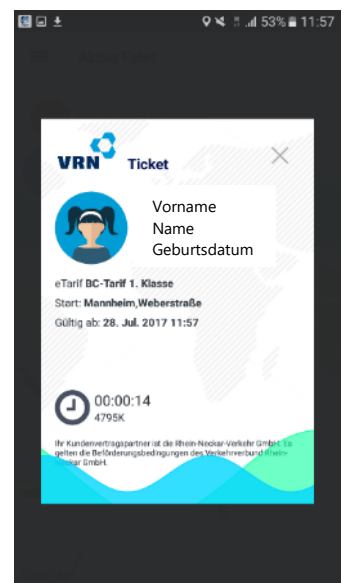 53% 11:57
VRN Ticket
Vorname
Name
Geburtsdatum
eTarif BC-Tarif 1. Klasse
Start: Mannheim,Weberstraße
Gültig ab: 28. Jul. 2017 11:57
00:00:14
4795K
Ihr Kundenvertragspartner ist die Rhein-Neckar-Verkehr GmbH. Es
gelten die Beförderungsbedingungen des Verkehrverbund Rhein-
Neckar GmbH.